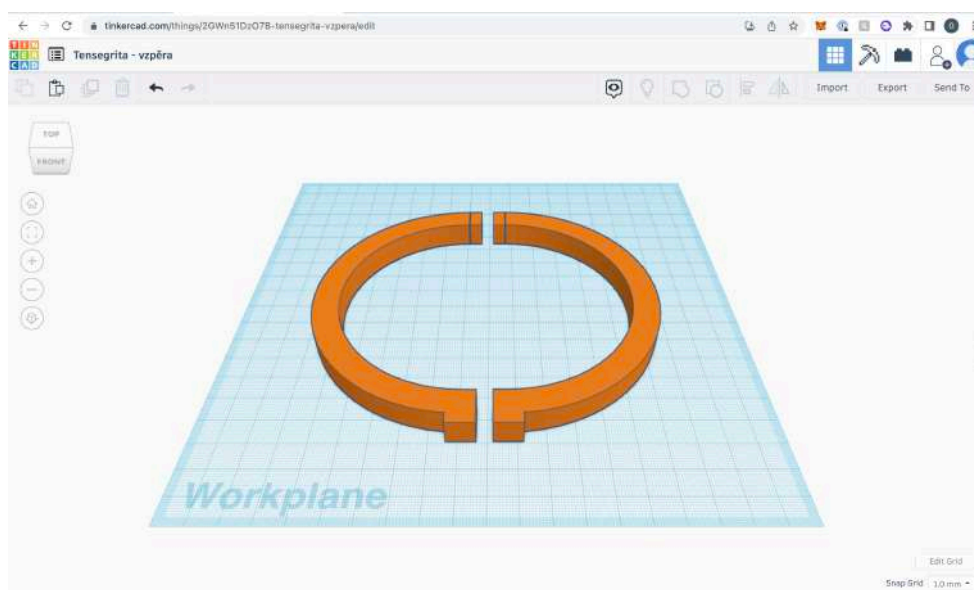 tinkercad.com/things/2GWn51DzO7B-tensegrita-vzpera/edit
TIN
KER
CAD
Tensegrita - vzpěra
Import
Export
Send To
TOP
FRONT
Workplane
Edit Grid
Snap Grid 1.0 mm